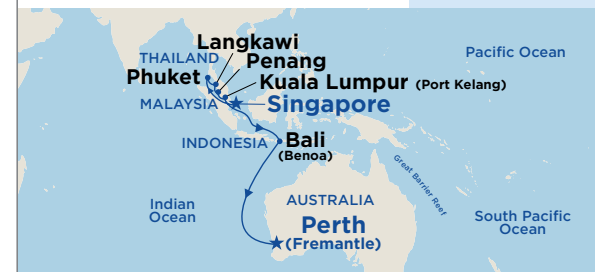 Langkawi
THAILAND
Penang
Phuket
Kuala Lumpur (Port Kelang)
MALAYSIA
Singapore
INDONESIA
Bali
(Benoa)
Pacific Ocean
Great Barrier Reef
Indian
Ocean
AUSTRALIA
Perth
(Fremantle)
South Pacific
Ocean